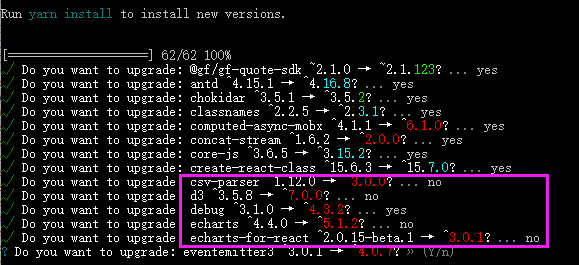 Run yarn install to install new versions.
[====================] 62/62 100%
√ Do you want to upgrade: @gf/gf-quote-sdk ~2.1.0 → ~2.1.123? ... yes
√ Do you want to upgrade: antd ^4.15.1 → ^4.16.8? ... yes
√ Do you want to upgrade: chokidar ^3.5.1 → ^3.5.2? ... yes
√ Do you want to upgrade: classnames ^2.2.5 → ^2.3.1? ... yes
√ Do you want to upgrade: computed-async-mobx ^4.1.1 → ^6.1.0? ... yes
√ Do you want to upgrade: concat-stream ^1.6.2 → ^2.0.0? ... yes
√ Do you want to upgrade: core-js ^3.6.5 → ^3.15.2? ... yes
√ Do you want to upgrade: create-react-class ^15.6.3 → ^15.7.0? ... yes
√ Do you want to upgrade csv-parser 1.12.0 → 3.0.0? ... no
√ Do you want to upgrade d3 ^3.5.8 → ^7.0.0? ... no
√ Do you want to upgrade debug ^3.1.0 → ^4.3.2? ... yes
√ Do you want to upgrade echarts ^4.4.0 → ^5.1.2? ... no
√ Do you want to upgrade echarts-for-react ^2.0.15-beta.1 → ^3.0.1? ... no
? Do you want to upgrade: eventemitter3 ^3.0.1 → ^4.0.7? » (Y/n)